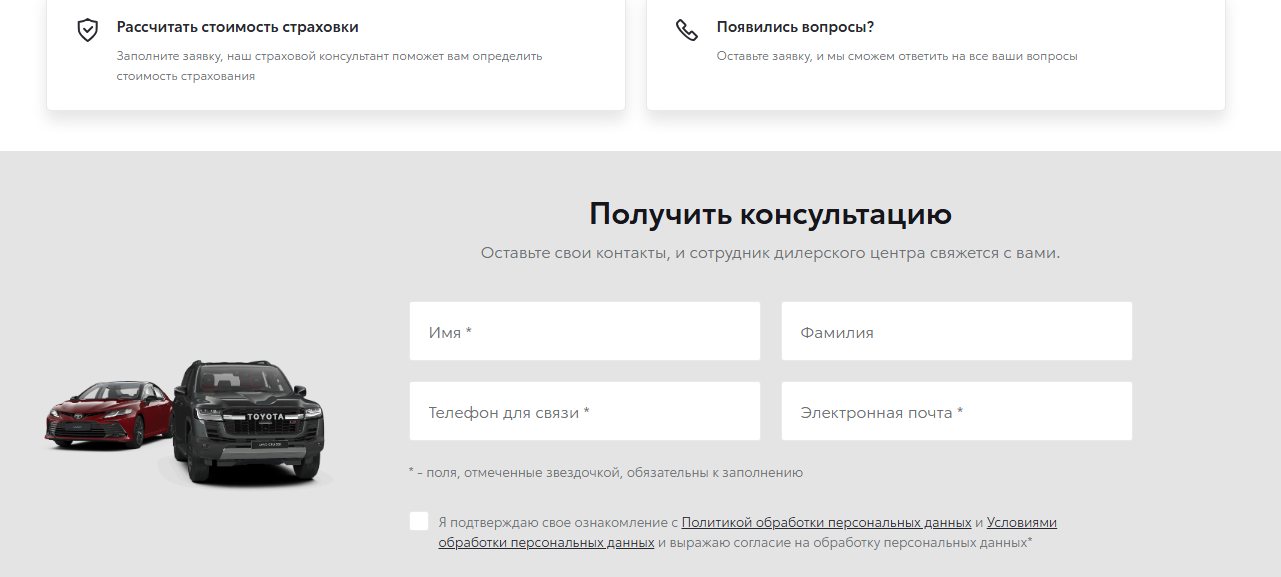 Рассчитать стоимость страховки
Заполните заявку, наш страховой консультант поможет вам определить
стоимость страхования
Появились вопросы?
Оставьте заявку, и мы сможем ответить на все ваши вопросы
Получить консультацию
Оставьте свои контакты, и сотрудник дилерского центра свяжется с вами.
Имя *
Фамилия
Телефон для связи *
Электронная почта *
TOYOTA
* - поля, отмеченные звездочкой, обязательны к заполнению
Я подтверждаю свое ознакомление с Политикой обработки персональных данных и Условиями
обработки персональных данных и выражаю согласие на обработку персональных данных*